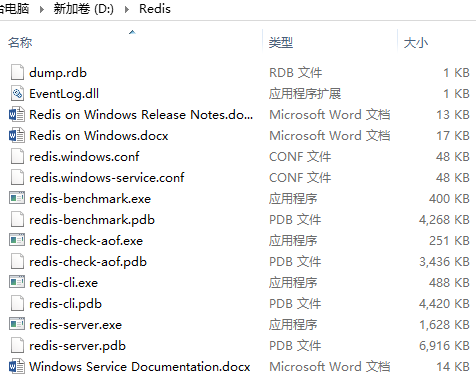 电脑 › 新加卷 (D:) › Redis
名称 类型 大小
dump.rdb RDB 文件 1 KB
EventLog.dll 应用程序扩展 1 KB
Redis on Windows Release Notes.do... Microsoft Word 文档 13 KB
Redis on Windows.docx Microsoft Word 文档 17 KB
redis.windows.conf CONF 文件 48 KB
redis.windows-service.conf CONF 文件 48 KB
redis-benchmark.exe 应用程序 400 KB
redis-benchmark.pdb PDB 文件 4,268 KB
redis-check-aof.exe 应用程序 251 KB
redis-check-aof.pdb PDB 文件 3,436 KB
redis-cli.exe 应用程序 488 KB
redis-cli.pdb PDB 文件 4,420 KB
redis-server.exe 应用程序 1,628 KB
redis-server.pdb PDB 文件 6,916 KB
Windows Service Documentation.docx Microsoft Word 文档 14 KB